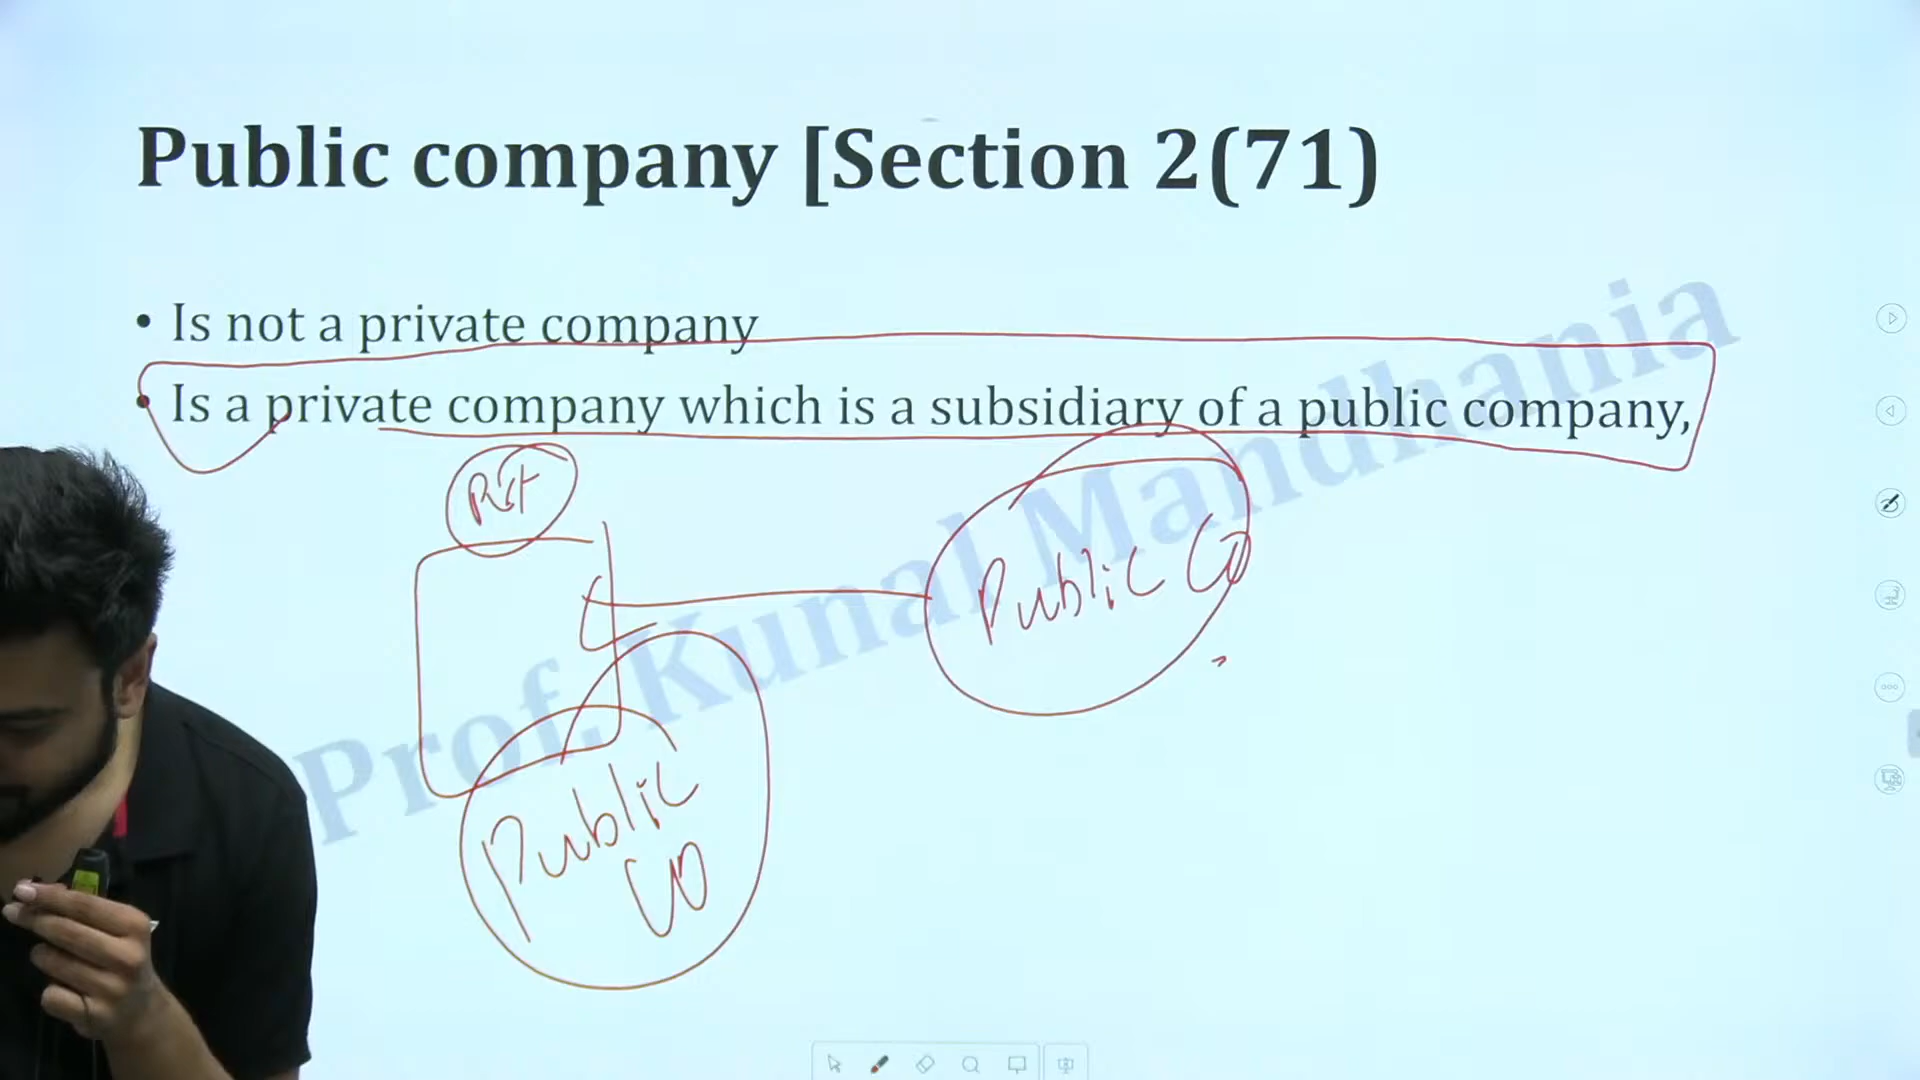 Public company [Section 2(71)
• Is not a private company
• Is a private company which is a subsidiary of a public company,
Public Co
Public
CO
Prof. Kunal Mandhania